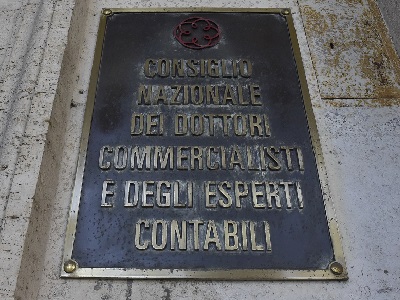 CONSIGLIO
NAZIONALE
DEI DOTTORI
COMMERCIALISTI
E DEGLI ESPERTI
CONTABILI